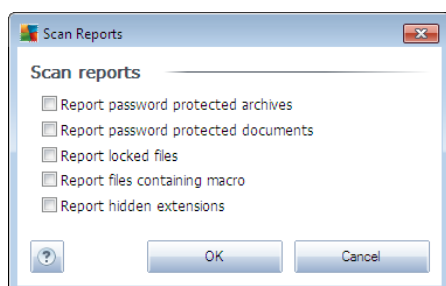 Scan Reports
Scan reports
Report password protected archives
Report password protected documents
Report locked files
Report files containing macro
Report hidden extensions
? OK Cancel